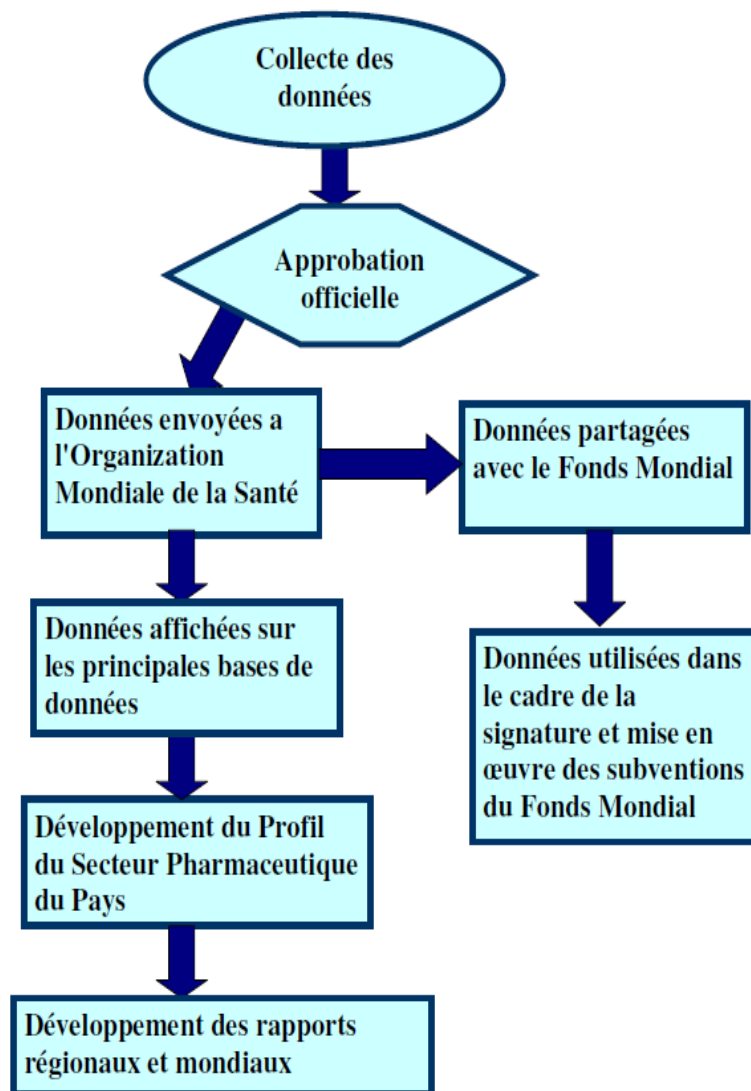 Collecte des
données
Approbation
officielle
Données envoyées a
l'Organization
Mondiale de la Santé
Données partagées
avec le Fonds Mondial
Données affichées sur
les principales bases de
données
Données utilisées dans
le cadre de la
signature et mise en
œuvre des subventions
du Fonds Mondial
Développement du Profil
du Secteur Pharmaceutique
du Pays
Développement des rapports
régionaux et mondiaux